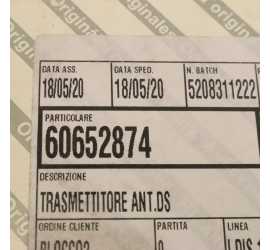 DATA ASS. DATA SPED. N. BATCH
18/05/20 18/05/20 5208311222
PARTICOLARE
60652874
DESCRIZIONE
TRASMETTITORE ANT.DS
ORDINE CLIENTE PARTITA LINEA